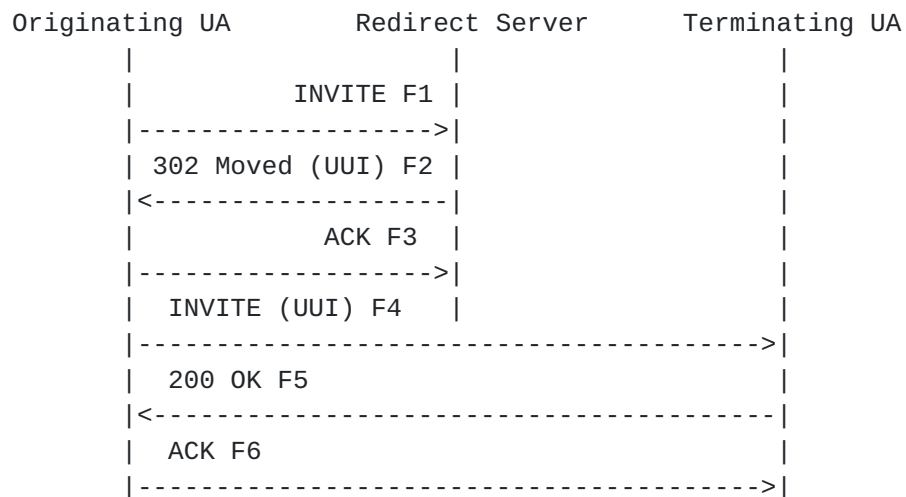 Originating UA        Redirect Server      Terminating UA
       |                    |                    |
       |          INVITE F1 |                    |
       |------------------->|                    |
       | 302 Moved (UUI) F2 |                    |
       |<-------------------|                    |
       |            ACK F3  |                    |
       |------------------->|                    |
       |  INVITE (UUI) F4   |                    |
       |---------------------------------------->|
       |  200 OK F5                              |
       |<----------------------------------------|
       |  ACK F6                                 |
       |---------------------------------------->|